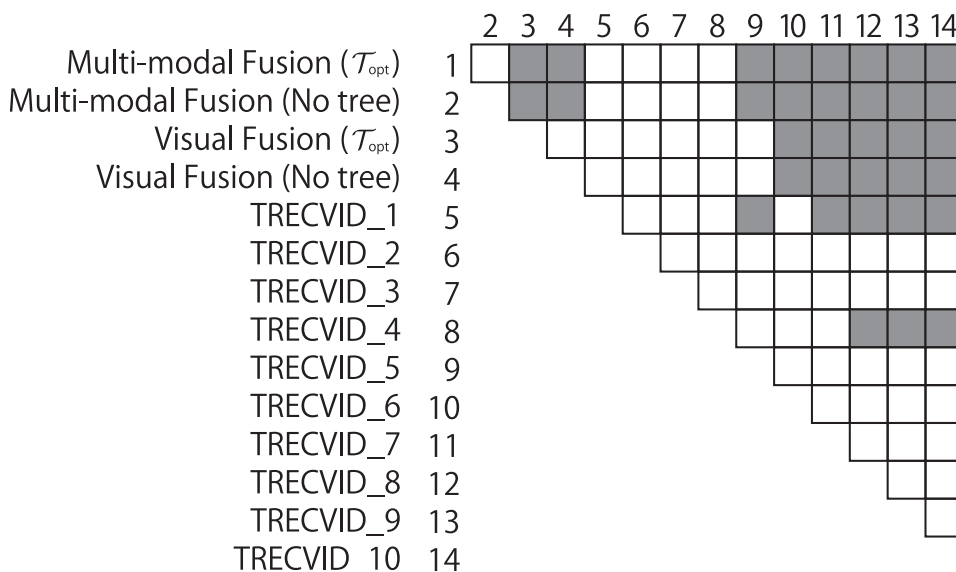 2 3 4 5 6 7 8 9 10 11 12 13 14
Multi-modal Fusion (𝒯opt) 1
Multi-modal Fusion (No tree) 2
Visual Fusion (𝒯opt) 3
Visual Fusion (No tree) 4
TRECVID_1 5
TRECVID_2 6
TRECVID_3 7
TRECVID_4 8
TRECVID_5 9
TRECVID_6 10
TRECVID_7 11
TRECVID_8 12
TRECVID_9 13
TRECVID 10 14